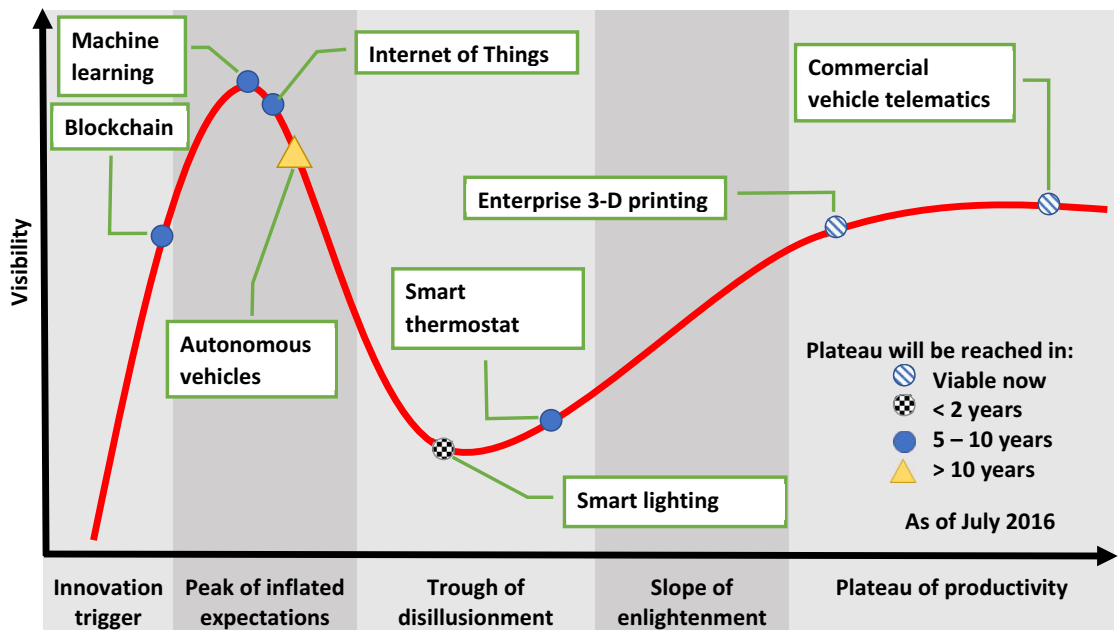 Machine
learning
Internet of Things
Commercial
vehicle telematics
Blockchain
Enterprise 3-D printing
Visibility
Smart
thermostat
Autonomous
vehicles
Plateau will be reached in:
Viable now
< 2 years
5 – 10 years
> 10 years
Smart lighting
As of July 2016
Innovation
trigger
Peak of inflated
expectations
Trough of
disillusionment
Slope of
enlightenment
Plateau of productivity